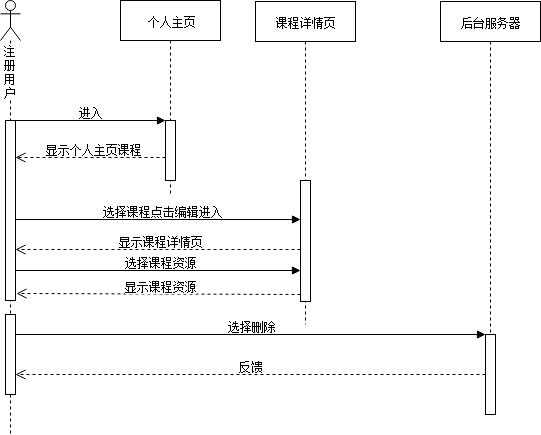 个人主页
课程详情页
后台服务器
注册用户
进入
显示个人主页课程
选择课程点击编辑进入
显示课程详情页
选择课程资源
显示课程资源
选择删除
反馈